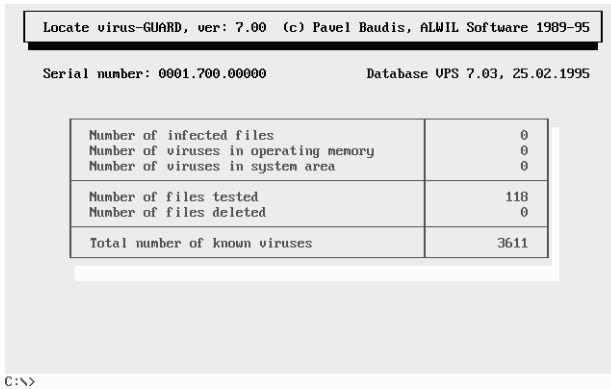 Locate virus-GUARD, ver: 7.00 (c) Pavel Baudis, ALWIL Software 1989-95
Serial number: 0001.700.00000 Database VPS 7.03, 25.02.1995
Number of infected files 0
Number of viruses in operating memory 0
Number of viruses in system area 0
Number of files tested 118
Number of files deleted 0
Total number of known viruses 3611
C:\>